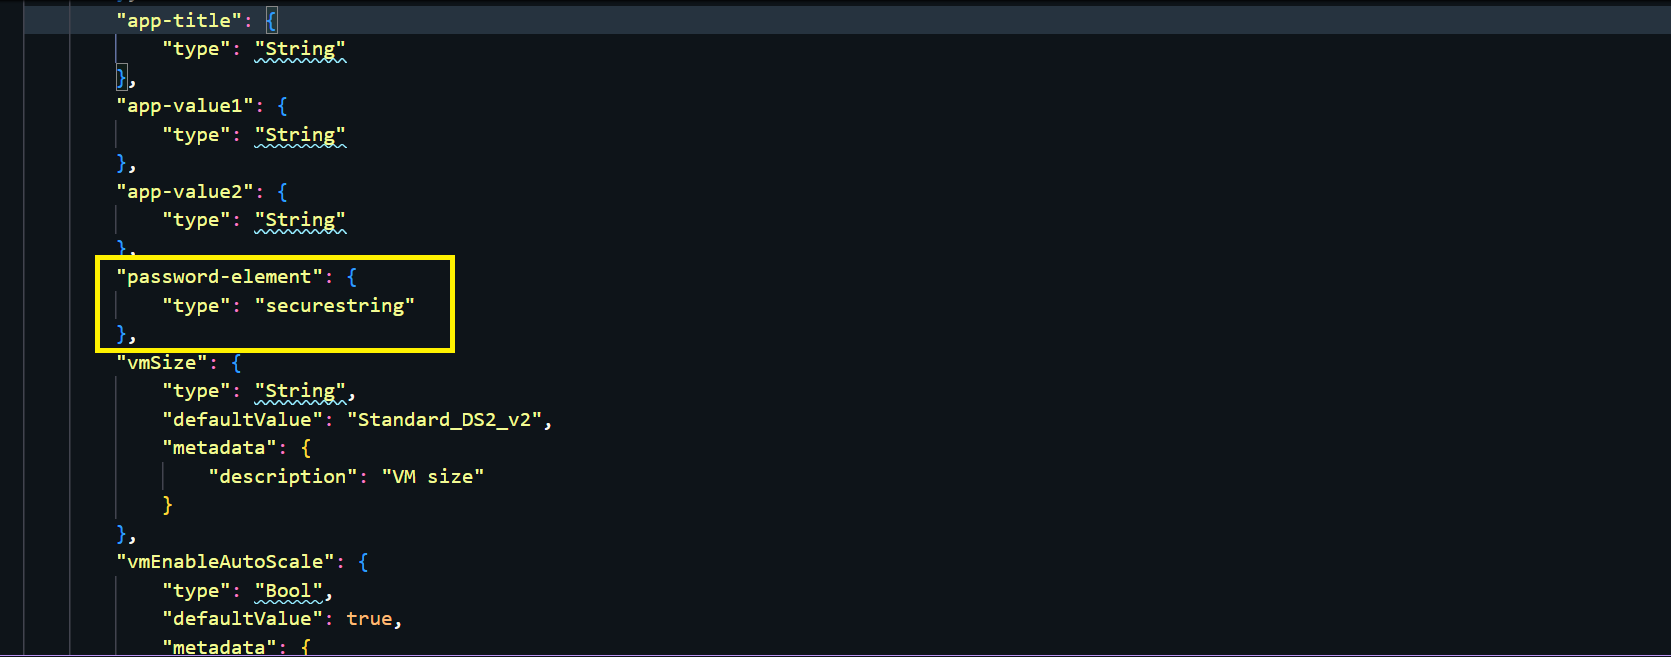 "app-title": {
"type": "String"
},
"app-value1": {
"type": "String"
},
"app-value2": {
"type": "String"
},
"password-element": {
"type": "securestring"
},
"vmSize": {
"type": "String",
"defaultValue": "Standard_DS2_v2",
"metadata": {
"description": "VM size"
}
},
"vmEnableAutoScale": {
"type": "Bool",
"defaultValue": true,
"metadata": {